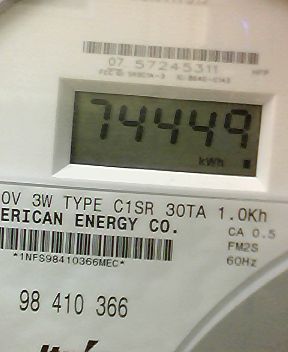 07 57245311
74449
kWh
0V 3W TYPE C1SR 30TA 1.0Kh
ERICAN ENERGY CO.
CA 0.5
FM2S
*1NFS98410366MEC*
60Hz
98 410 366